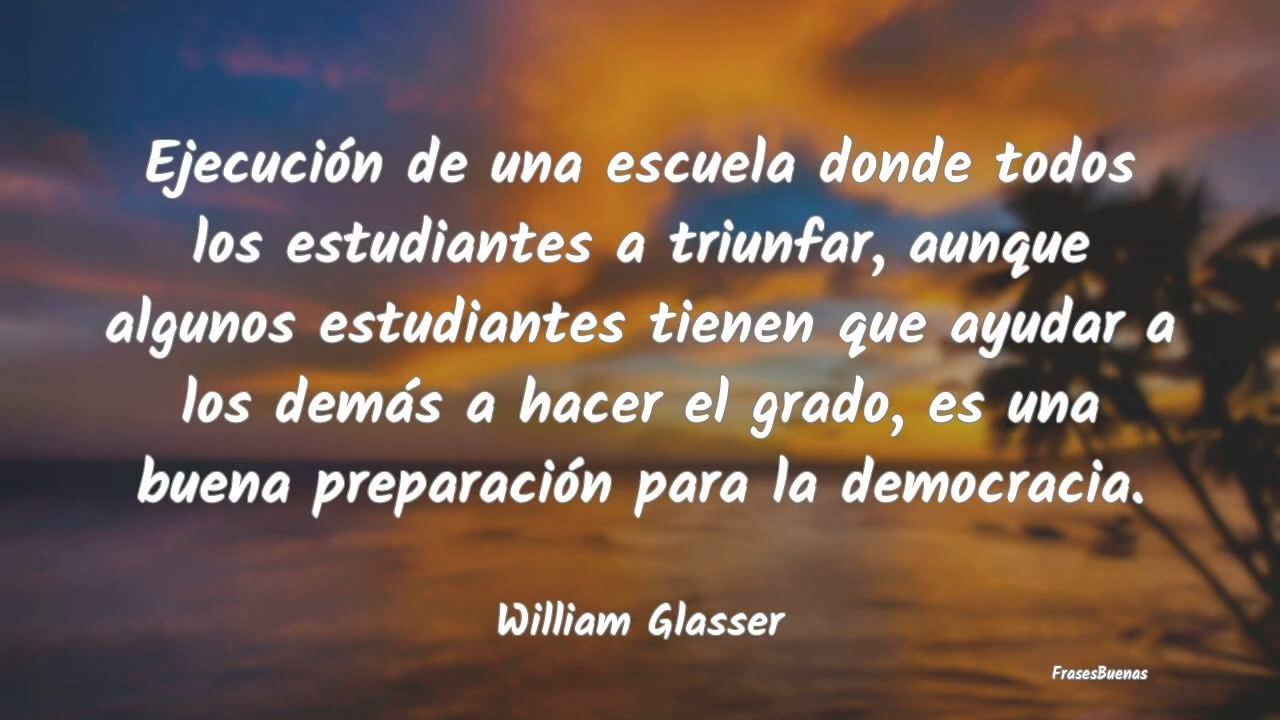 Ejecución de una escuela donde todos
los estudiantes a triunfar, aunque
algunos estudiantes tienen que ayudar a
los demás a hacer el grado, es una
buena preparación para la democracia.
William Glasser
FrasesBuenas